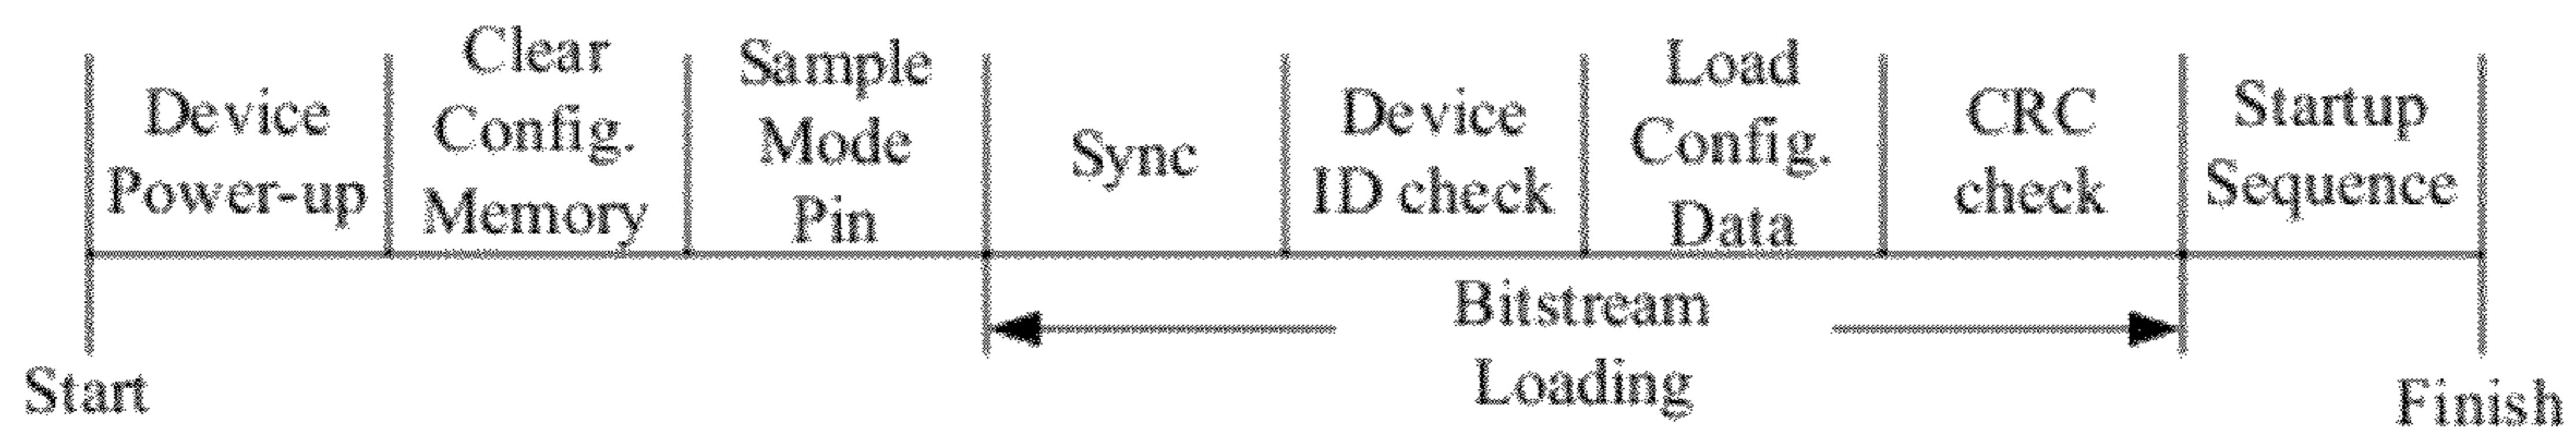 Device
Power-up
Clear
Config.
Memory
Sample
Mode
Pin
Sync
Device
ID check
Load
Config.
Data
CRC
check
Startup
Sequence
Bitstream
Loading
Start
Finish